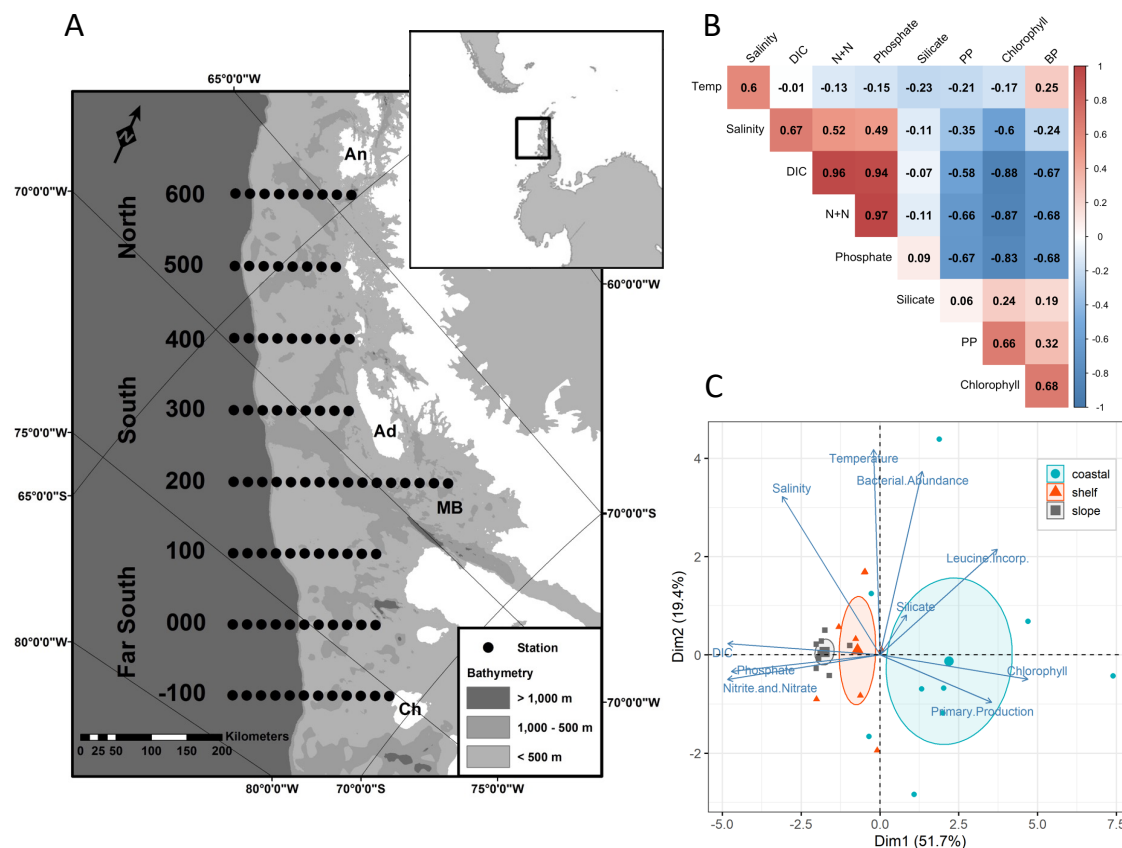 A
65°0'0"W
70°0'0"W
An
600
North
500
60°0'0"W
400
300
South
Ad
75°0'0"W
200
65°0'0"S
MB
70°0'0"S
100
Far South
000
80°0'0"W
-100
Ch
70°0'0"W
Kilometers
0 25 50 100 150 200
Station
Bathymetry
> 1,000 m
1,000 - 500 m
< 500 m
80°0'0"W
70°0'0"S
75°0'0"W
N
B
Salinity DIC N+N Phosphate Silicate PP Chlorophyll BP
Temp 0.6 -0.01 -0.13 -0.15 -0.23 -0.21 -0.17 0.25
Salinity 0.67 0.52 0.49 -0.11 -0.35 -0.6 -0.24
DIC 0.96 0.94 -0.07 -0.58 -0.88 -0.67
N+N 0.97 -0.11 -0.66 -0.87 -0.68
Phosphate 0.09 -0.67 -0.83 -0.68
Silicate 0.06 0.24 0.19
PP 0.66 0.32
Chlorophyll 0.68
1
0.8
0.6
0.4
0.2
0
-0.2
-0.4
-0.6
-0.8
-1
C
Temperature
Bacterial.Abundance
Salinity
Leucine.Incorp.
Silicate
DIC
Phosphate
Nitrite.and.Nitrate
Chlorophyll
Primary.Production
coastal
shelf
slope
4
2
0
-2
Dim2 (19.4%)
-5.0 -2.5 0.0 2.5 5.0 7.5
Dim1 (51.7%)